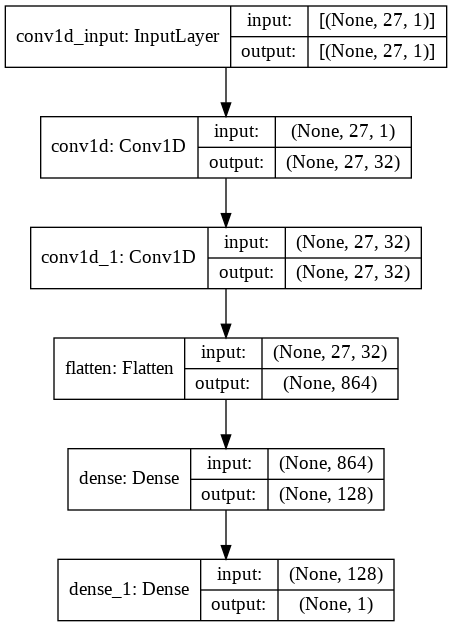 conv1d_input: InputLayer
input: [(None, 27, 1)]
output: [(None, 27, 1)]
conv1d: Conv1D
input: (None, 27, 1)
output: (None, 27, 32)
conv1d_1: Conv1D
input: (None, 27, 32)
output: (None, 27, 32)
flatten: Flatten
input: (None, 27, 32)
output: (None, 864)
dense: Dense
input: (None, 864)
output: (None, 128)
dense_1: Dense
input: (None, 128)
output: (None, 1)